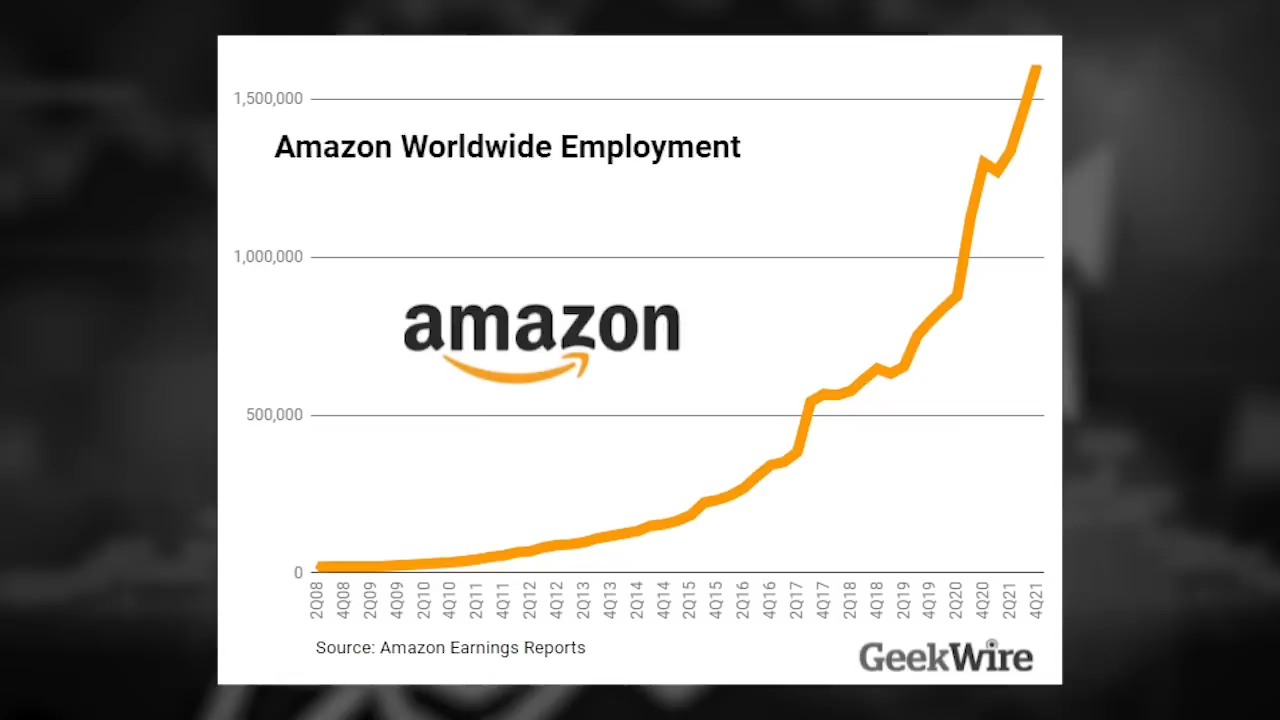 1,500,000
Amazon Worldwide Employment
1,000,000
amazon
500,000
0
2Q08 4Q08 2Q09 4Q09 2Q10 4Q10 2Q11 4Q11 2Q12 4Q12 2Q13 4Q13 2Q14 4Q14 2Q15 4Q15 2Q16 4Q16 2Q17 4Q17 2Q18 4Q18 2Q19 4Q19 2Q20 4Q20 2Q21 4Q21
Source: Amazon Earnings Reports
GeekWire